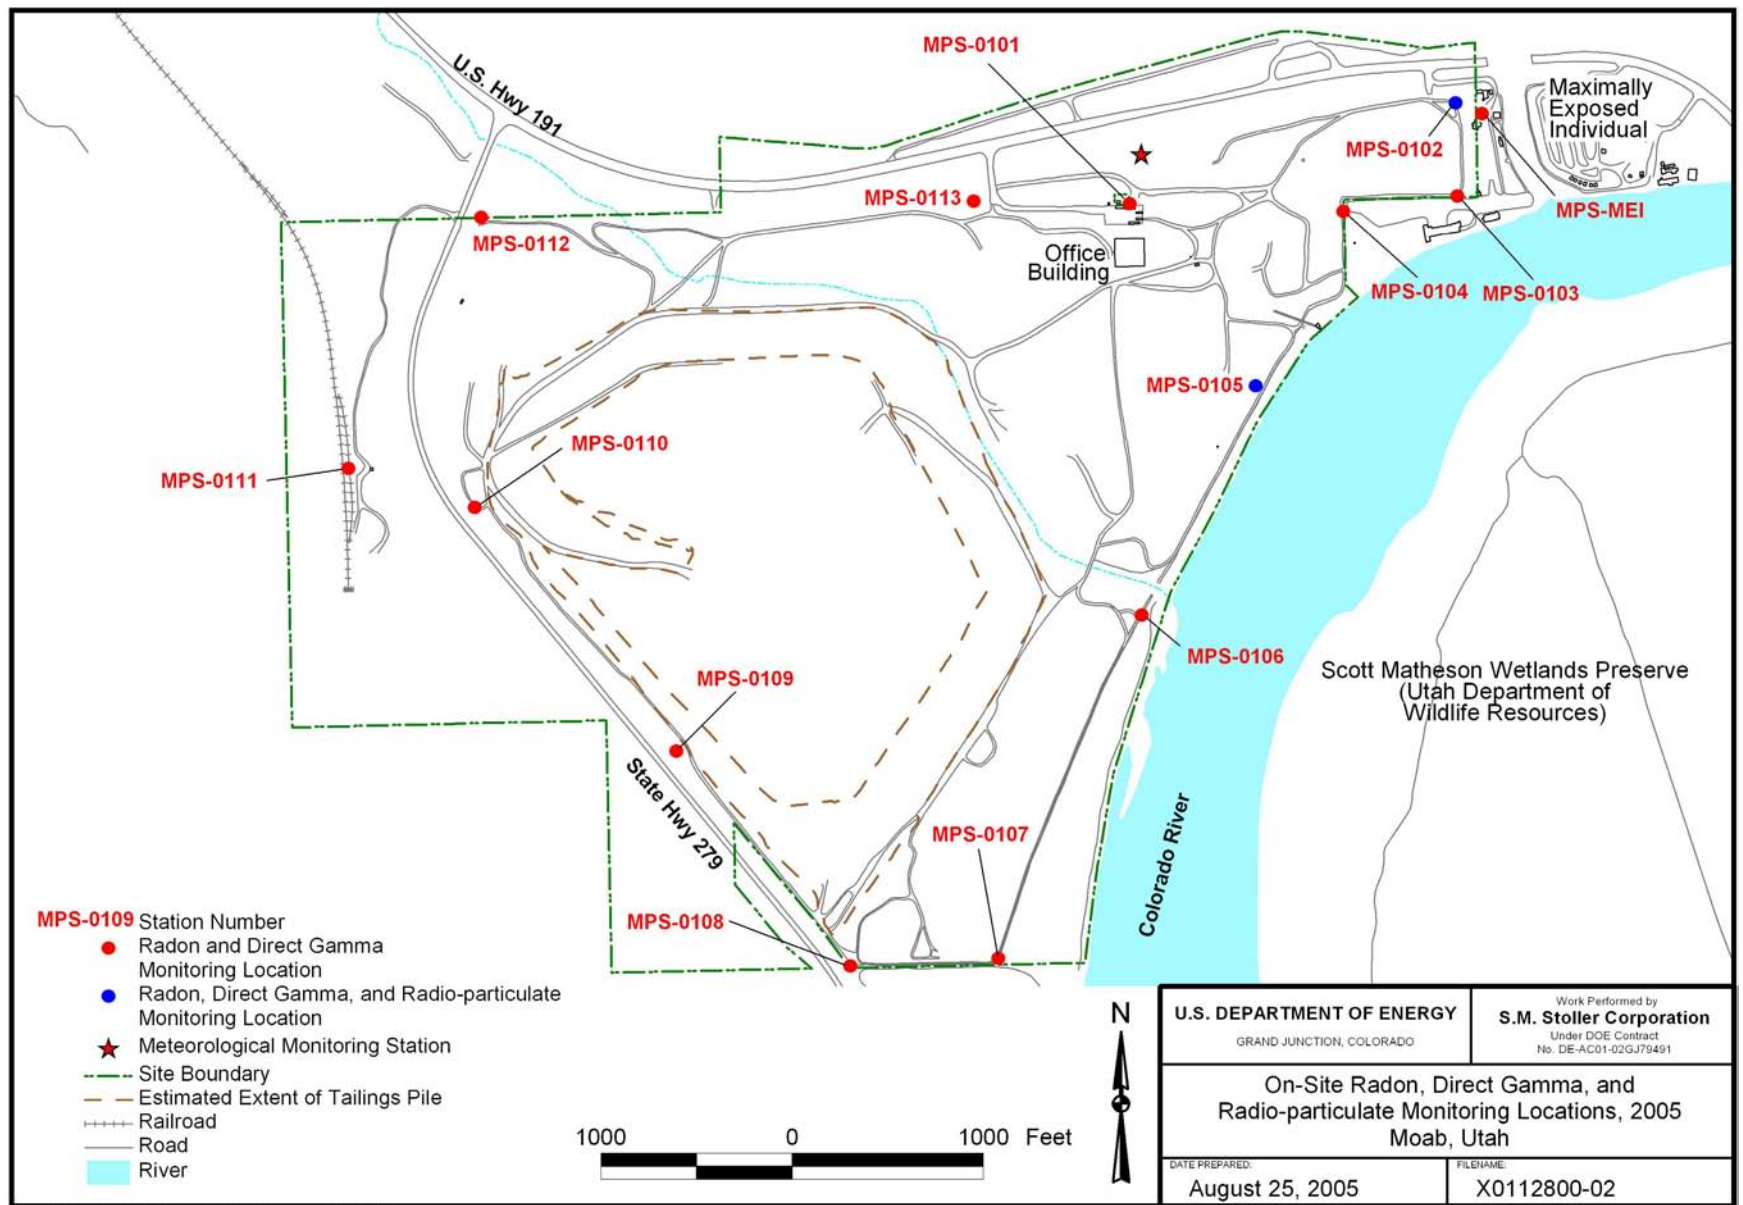 MPS-0101
U.S. Hwy 191
Maximally
Exposed
Individual
MPS-0102
MPS-0113
MPS-MEI
MPS-0112
Office
Building
MPS-0104
MPS-0103
MPS-0105
MPS-0110
MPS-0111
MPS-0106
Scott Matheson Wetlands Preserve
(Utah Department of
Wildlife Resources)
MPS-0109
State Hwy 279
MPS-0107
Colorado River
MPS-0108
MPS-0109 Station Number
Radon and Direct Gamma
Monitoring Location
Radon, Direct Gamma, and Radio-particulate
Monitoring Location
Meteorological Monitoring Station
Site Boundary
Estimated Extent of Tailings Pile
Railroad
Road
River
1000 0 1000 Feet
N
U.S. DEPARTMENT OF ENERGY
GRAND JUNCTION, COLORADO
Work Performed by
S.M. Stoller Corporation
Under DOE Contract
No. DE-AC01-02GJ79491
On-Site Radon, Direct Gamma, and
Radio-particulate Monitoring Locations, 2005
Moab, Utah
DATE PREPARED:
August 25, 2005
FILENAME:
X0112800-02